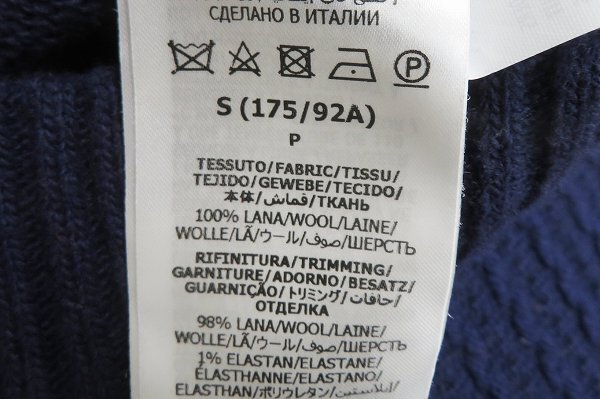 СДЕЛАНО В ИТАЛИИ
P
S (175/92A)
P
TESSUTO/FABRIC/TISSU/
TEJIDO/GEWEBE/TECIDO/
本体/قماش/ТКАНЬ
100% LANA/WOOL/LAINE/
WOLLE/LÃ/ウール/صوف/ШЕРСТЬ
RIFINITURA/TRIMMING/
GARNITURE/ADORNO/BESATZ/
GUARNIÇÃO/トリミング/حافات/
ОТДЕЛКА
98% LANA/WOOL/LAINE/
WOLLE/LÃ/ウール/صوف/ШЕРСТЬ
1% ELASTAN/ELASTANE/
ÉLASTHANNE/ELASTANO/
ELASTHAN/ポリウレタン/إيلاستين/